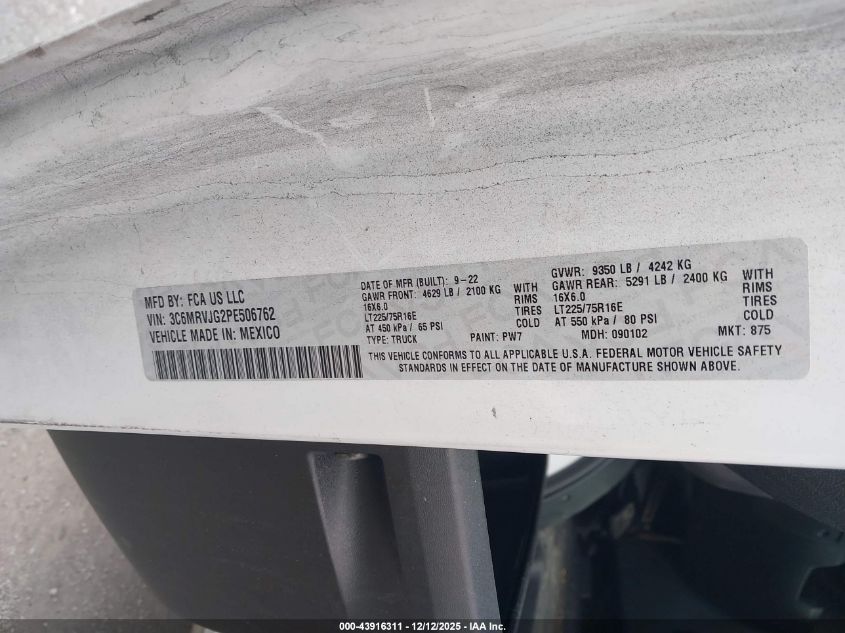 MFD BY: FCA US LLC
VIN: 3C6MRVJG2PE506762
VEHICLE MADE IN: MEXICO
DATE OF MFR (BUILT): 9-22
GAWR FRONT: 4629 LB / 2100 KG WITH
16X6.0 RIMS
LT225/75R16E TIRES
AT 450 kPa / 65 PSI COLD
TYPE: TRUCK PAINT: PW7
GVWR: 9350 LB / 4242 KG
GAWR REAR: 5291 LB / 2400 KG WITH
16X6.0 RIMS
LT225/75R16E TIRES
AT 550 kPa / 80 PSI COLD
MDH: 090102 MKT: 875
THIS VEHICLE CONFORMS TO ALL APPLICABLE U.S.A. FEDERAL MOTOR VEHICLE SAFETY
STANDARDS IN EFFECT ON THE DATE OF MANUFACTURE SHOWN ABOVE.
000-43916311 - 12/12/2025 - IAA Inc.